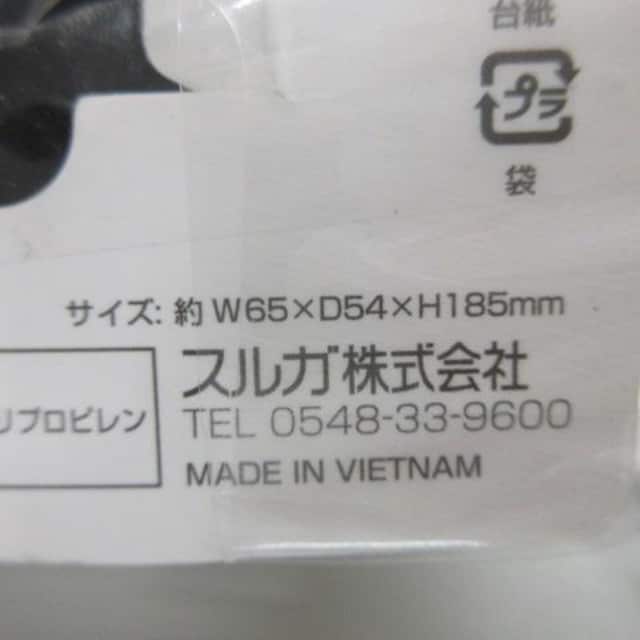 台紙
プラ
袋
サイズ: 約 W65×D54×H185mm
リプロピレン
スルガ株式会社
TEL 0548-33-9600
MADE IN VIETNAM